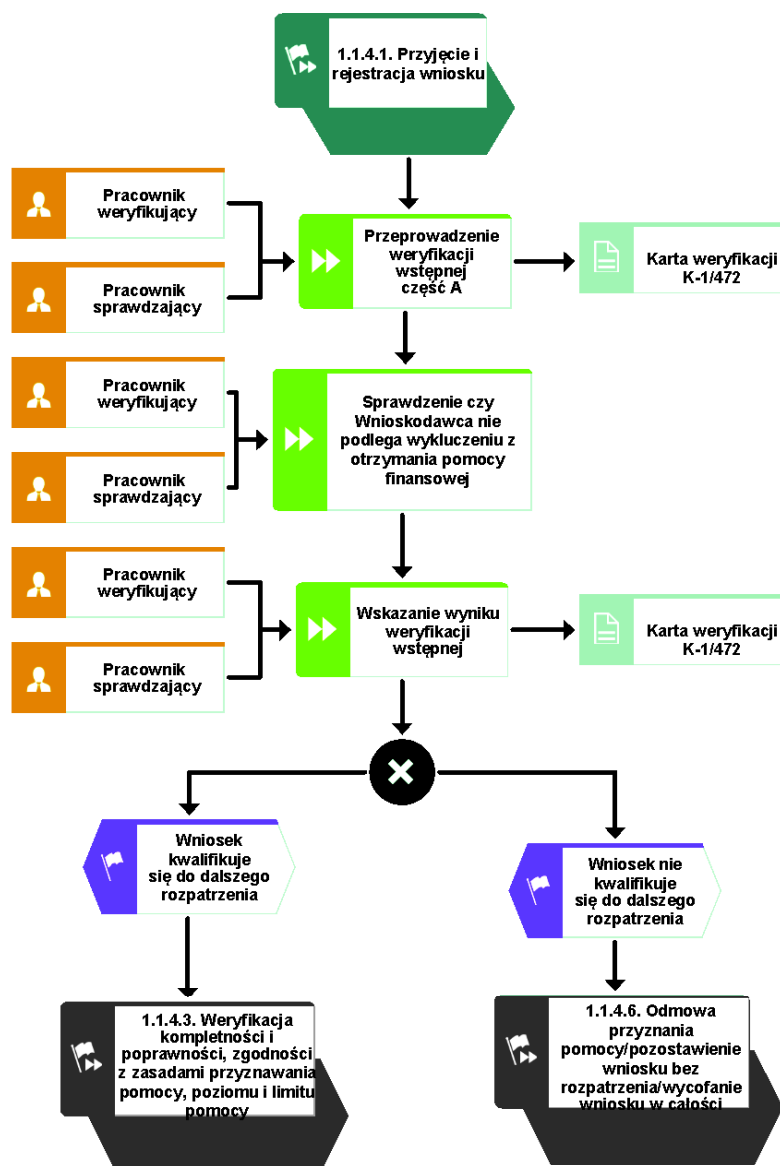 1.1.4.1. Przyjęcie i
rejestracja wniosku
Pracownik
weryfikujący
Pracownik
sprawdzający
Przeprowadzenie
weryfikacji
wstępnej
część A
Karta weryfikacji
K-1/472
Pracownik
weryfikujący
Pracownik
sprawdzający
Sprawdzenie czy
Wnioskodawca nie
podlega wykluczeniu z
otrzymania pomocy
finansowej
Pracownik
weryfikujący
Pracownik
sprawdzający
Wskazanie wyniku
weryfikacji
wstępnej
Karta weryfikacji
K-1/472
Wniosek
kwalifikuje
się do dalszego
rozpatrzenia
Wniosek nie
kwalifikuje
się do dalszego
rozpatrzenia
1.1.4.3. Weryfikacja
kompletności i
poprawności, zgodności
z zasadami przyznawania
pomocy, poziomu i limitu
pomocy
1.1.4.6. Odmowa
przyznania
pomocy/pozostawienie
wniosku bez
rozpatrzenia/wycofanie
wniosku w całości